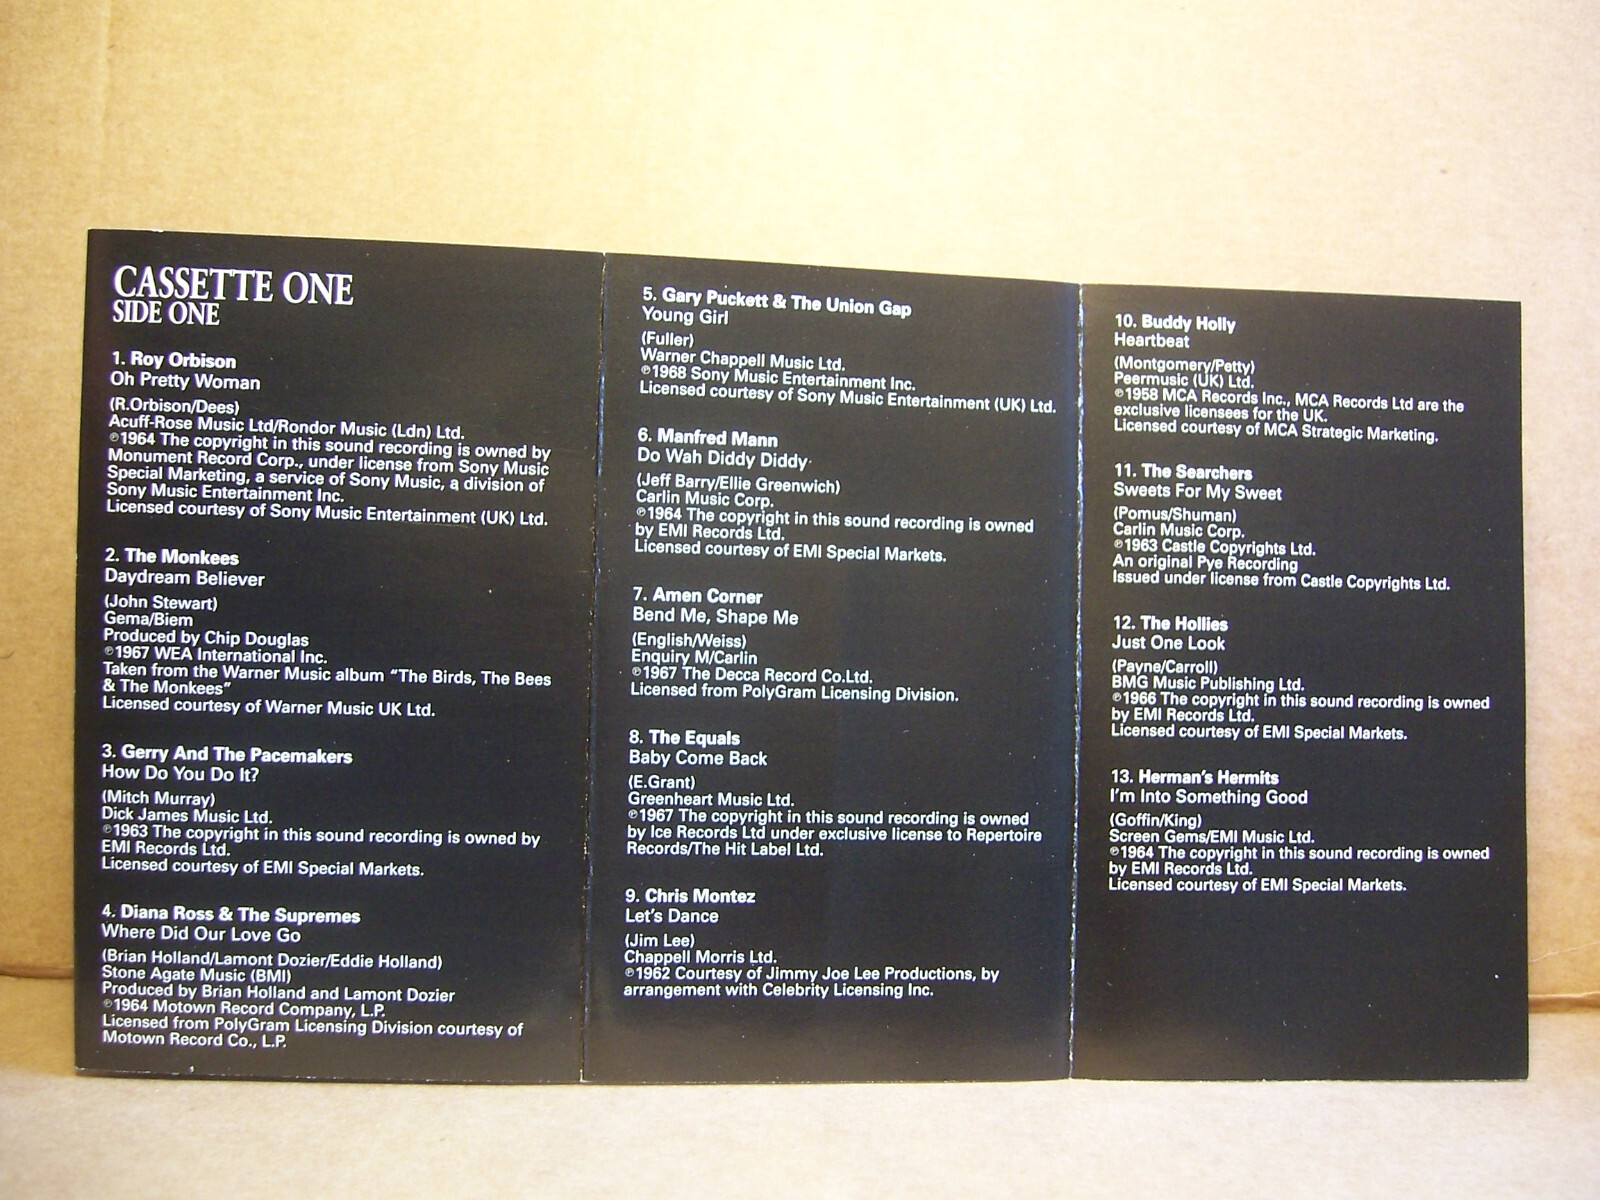 CASSETTE ONE
SIDE ONE
1. Roy Orbison
Oh Pretty Woman
(R.Orbison/Dees)
Acuff-Rose Music Ltd/Rondor Music (Ldn) Ltd.
℗1964 The copyright in this sound recording is owned by
Monument Record Corp., under license from Sony Music
Special Marketing, a service of Sony Music, a division of
Sony Music Entertainment Inc.
Licensed courtesy of Sony Music Entertainment (UK) Ltd.
2. The Monkees
Daydream Believer
(John Stewart)
Gema/Biem
Produced by Chip Douglas
℗1967 WEA International Inc.
Taken from the Warner Music album "The Birds, The Bees
& The Monkees"
Licensed courtesy of Warner Music UK Ltd.
3. Gerry And The Pacemakers
How Do You Do It?
(Mitch Murray)
Dick James Music Ltd.
℗1963 The copyright in this sound recording is owned by
EMI Records Ltd.
Licensed courtesy of EMI Special Markets.
4. Diana Ross & The Supremes
Where Did Our Love Go
(Brian Holland/Lamont Dozier/Eddie Holland)
Stone Agate Music (BMI)
Produced by Brian Holland and Lamont Dozier
℗1964 Motown Record Company, L.P.
Licensed from PolyGram Licensing Division courtesy of
Motown Record Co., L.P.
5. Gary Puckett & The Union Gap
Young Girl
(Fuller)
Warner Chappell Music Ltd.
℗1968 Sony Music Entertainment Inc.
Licensed courtesy of Sony Music Entertainment (UK) Ltd.
6. Manfred Mann
Do Wah Diddy Diddy
(Jeff Barry/Ellie Greenwich)
Carlin Music Corp.
℗1964 The copyright in this sound recording is owned
by EMI Records Ltd.
Licensed courtesy of EMI Special Markets.
7. Amen Corner
Bend Me, Shape Me
(English/Weiss)
Enquiry M/Carlin
℗1967 The Decca Record Co.Ltd.
Licensed from PolyGram Licensing Division.
8. The Equals
Baby Come Back
(E.Grant)
Greenheart Music Ltd.
℗1967 The copyright in this sound recording is owned
by Ice Records Ltd under exclusive license to Repertoire
Records/The Hit Label Ltd.
9. Chris Montez
Let's Dance
(Jim Lee)
Chappell Morris Ltd.
℗1962 Courtesy of Jimmy Joe Lee Productions, by
arrangement with Celebrity Licensing Inc.
10. Buddy Holly
Heartbeat
(Montgomery/Petty)
Peermusic (UK) Ltd.
℗1958 MCA Records Inc., MCA Records Ltd are the
exclusive licensees for the UK.
Licensed courtesy of MCA Strategic Marketing.
11. The Searchers
Sweets For My Sweet
(Pomus/Shuman)
Carlin Music Corp.
℗1963 Castle Copyrights Ltd.
An original Pye Recording
Issued under license from Castle Copyrights Ltd.
12. The Hollies
Just One Look
(Payne/Carroll)
BMG Music Publishing Ltd.
℗1966 The copyright in this sound recording is owned
by EMI Records Ltd.
Licensed courtesy of EMI Special Markets.
13. Herman's Hermits
I'm Into Something Good
(Goffin/King)
Screen Gems/EMI Music Ltd.
℗1964 The copyright in this sound recording is owned
by EMI Records Ltd.
Licensed courtesy of EMI Special Markets.